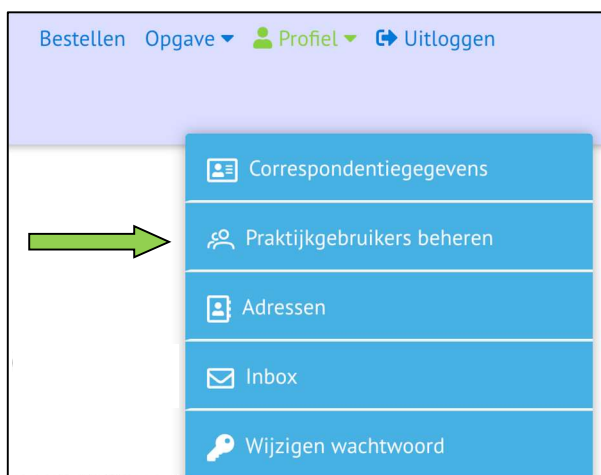 Bestellen Opgave Profiel Uitloggen
Correspondentiegegevens
Praktijkgebruikers beheren
Adressen
Inbox
Wijzigen wachtwoord